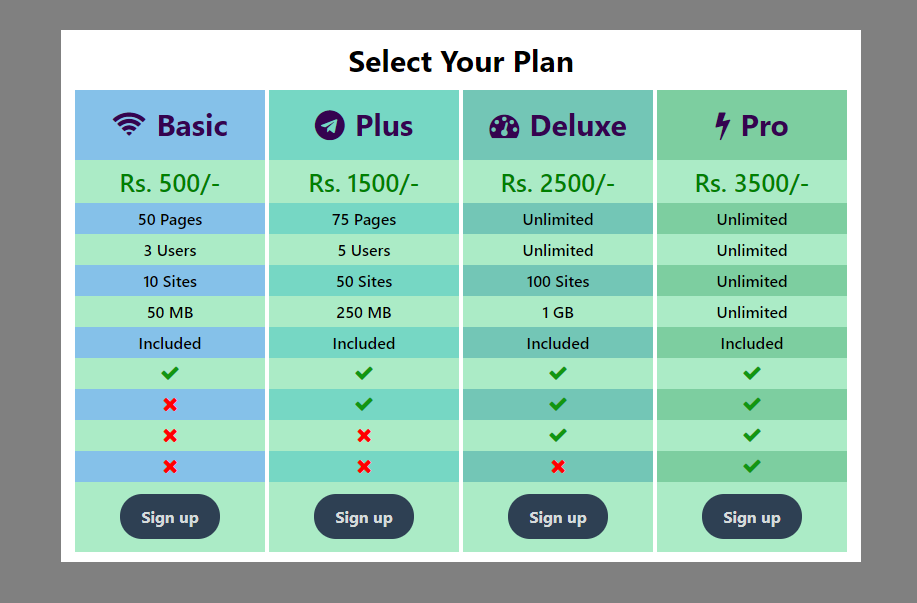 Select Your Plan
Basic Plus Deluxe Pro
Rs. 500/- Rs. 1500/- Rs. 2500/- Rs. 3500/-
50 Pages 75 Pages Unlimited Unlimited
3 Users 5 Users Unlimited Unlimited
10 Sites 50 Sites 100 Sites Unlimited
50 MB 250 MB 1 GB Unlimited
Included Included Included Included
Sign up Sign up Sign up Sign up